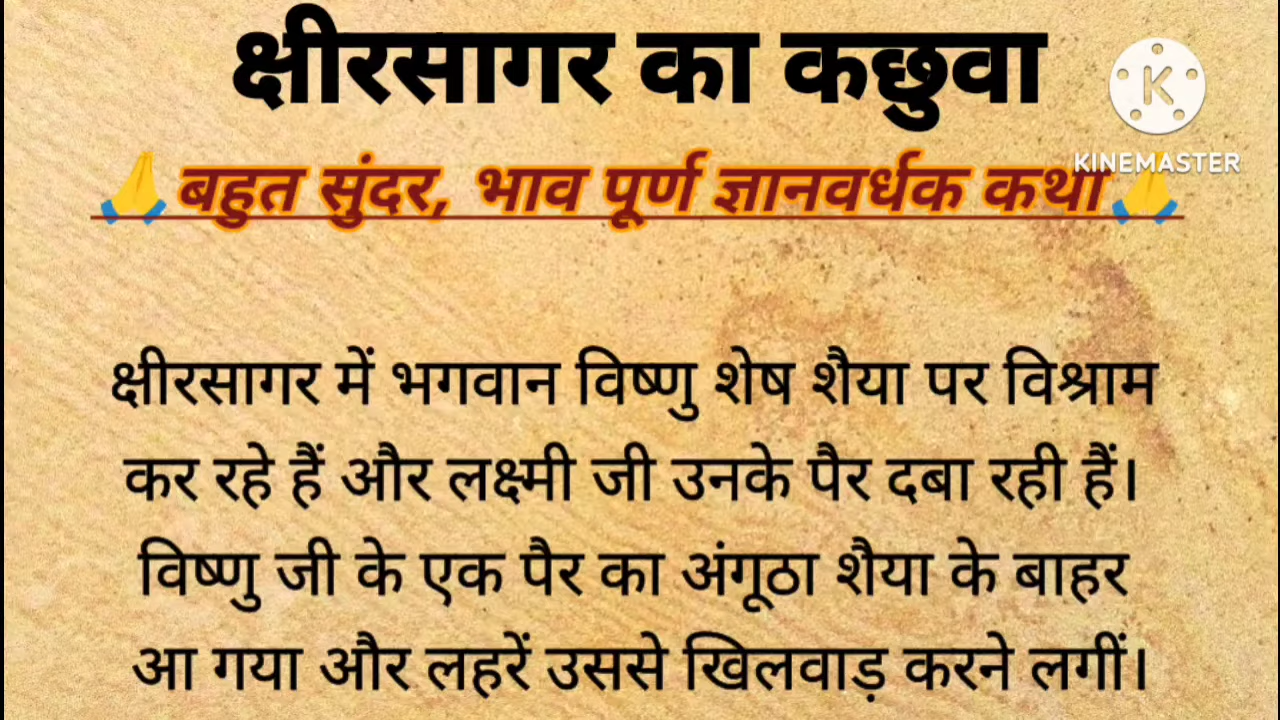 क्षीरसागर का कछुवा
K
KINEMASTER
🙏बहुत सुंदर, भाव पूर्ण ज्ञानवर्धक कथा🙏
क्षीरसागर में भगवान विष्णु शेष शैया पर विश्राम
कर रहे हैं और लक्ष्मी जी उनके पैर दबा रही हैं।
विष्णु जी के एक पैर का अंगूठा शैया के बाहर
आ गया और लहरें उससे खिलवाड़ करने लगीं।